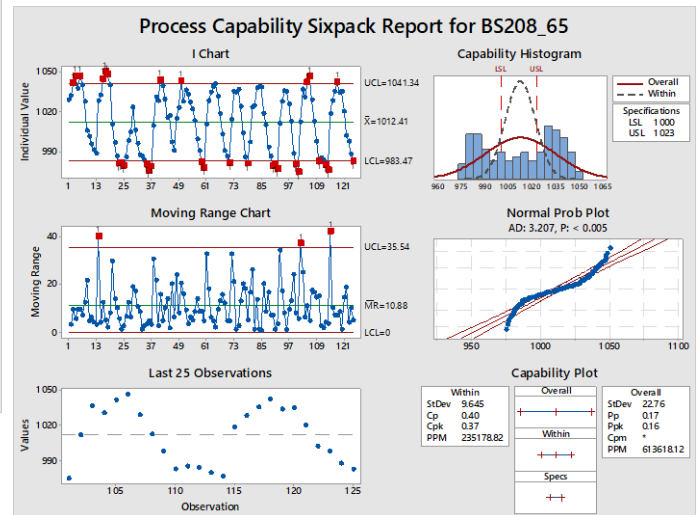 Process Capability Sixpack Report for BS208_65
I Chart
Individual Value
1050
1020
990
1 13 25 37 49 61 73 85 97 109 121
UCL=1041.34
X̄=1012.41
LCL=983.47
Capability Histogram
LSL USL
960 975 990 1005 1020 1035 1050 1065
Overall
Within
Specifications
LSL 1000
USL 1023
Moving Range Chart
Moving Range
40
20
0
1 13 25 37 49 61 73 85 97 109 121
UCL=35.54
M̄R̄=10.88
LCL=0
Normal Prob Plot
AD: 3.207, P: < 0.005
950 1000 1050 1100
Last 25 Observations
Values
1050
1020
990
105 110 115 120 125
Observation
Capability Plot
Within
StDev 9.645
Cp 0.40
Cpk 0.37
PPM 235178.82
Overall
Within
Specs
Overall
StDev 22.76
Pp 0.17
Ppk 0.16
Cpm *
PPM 613618.12